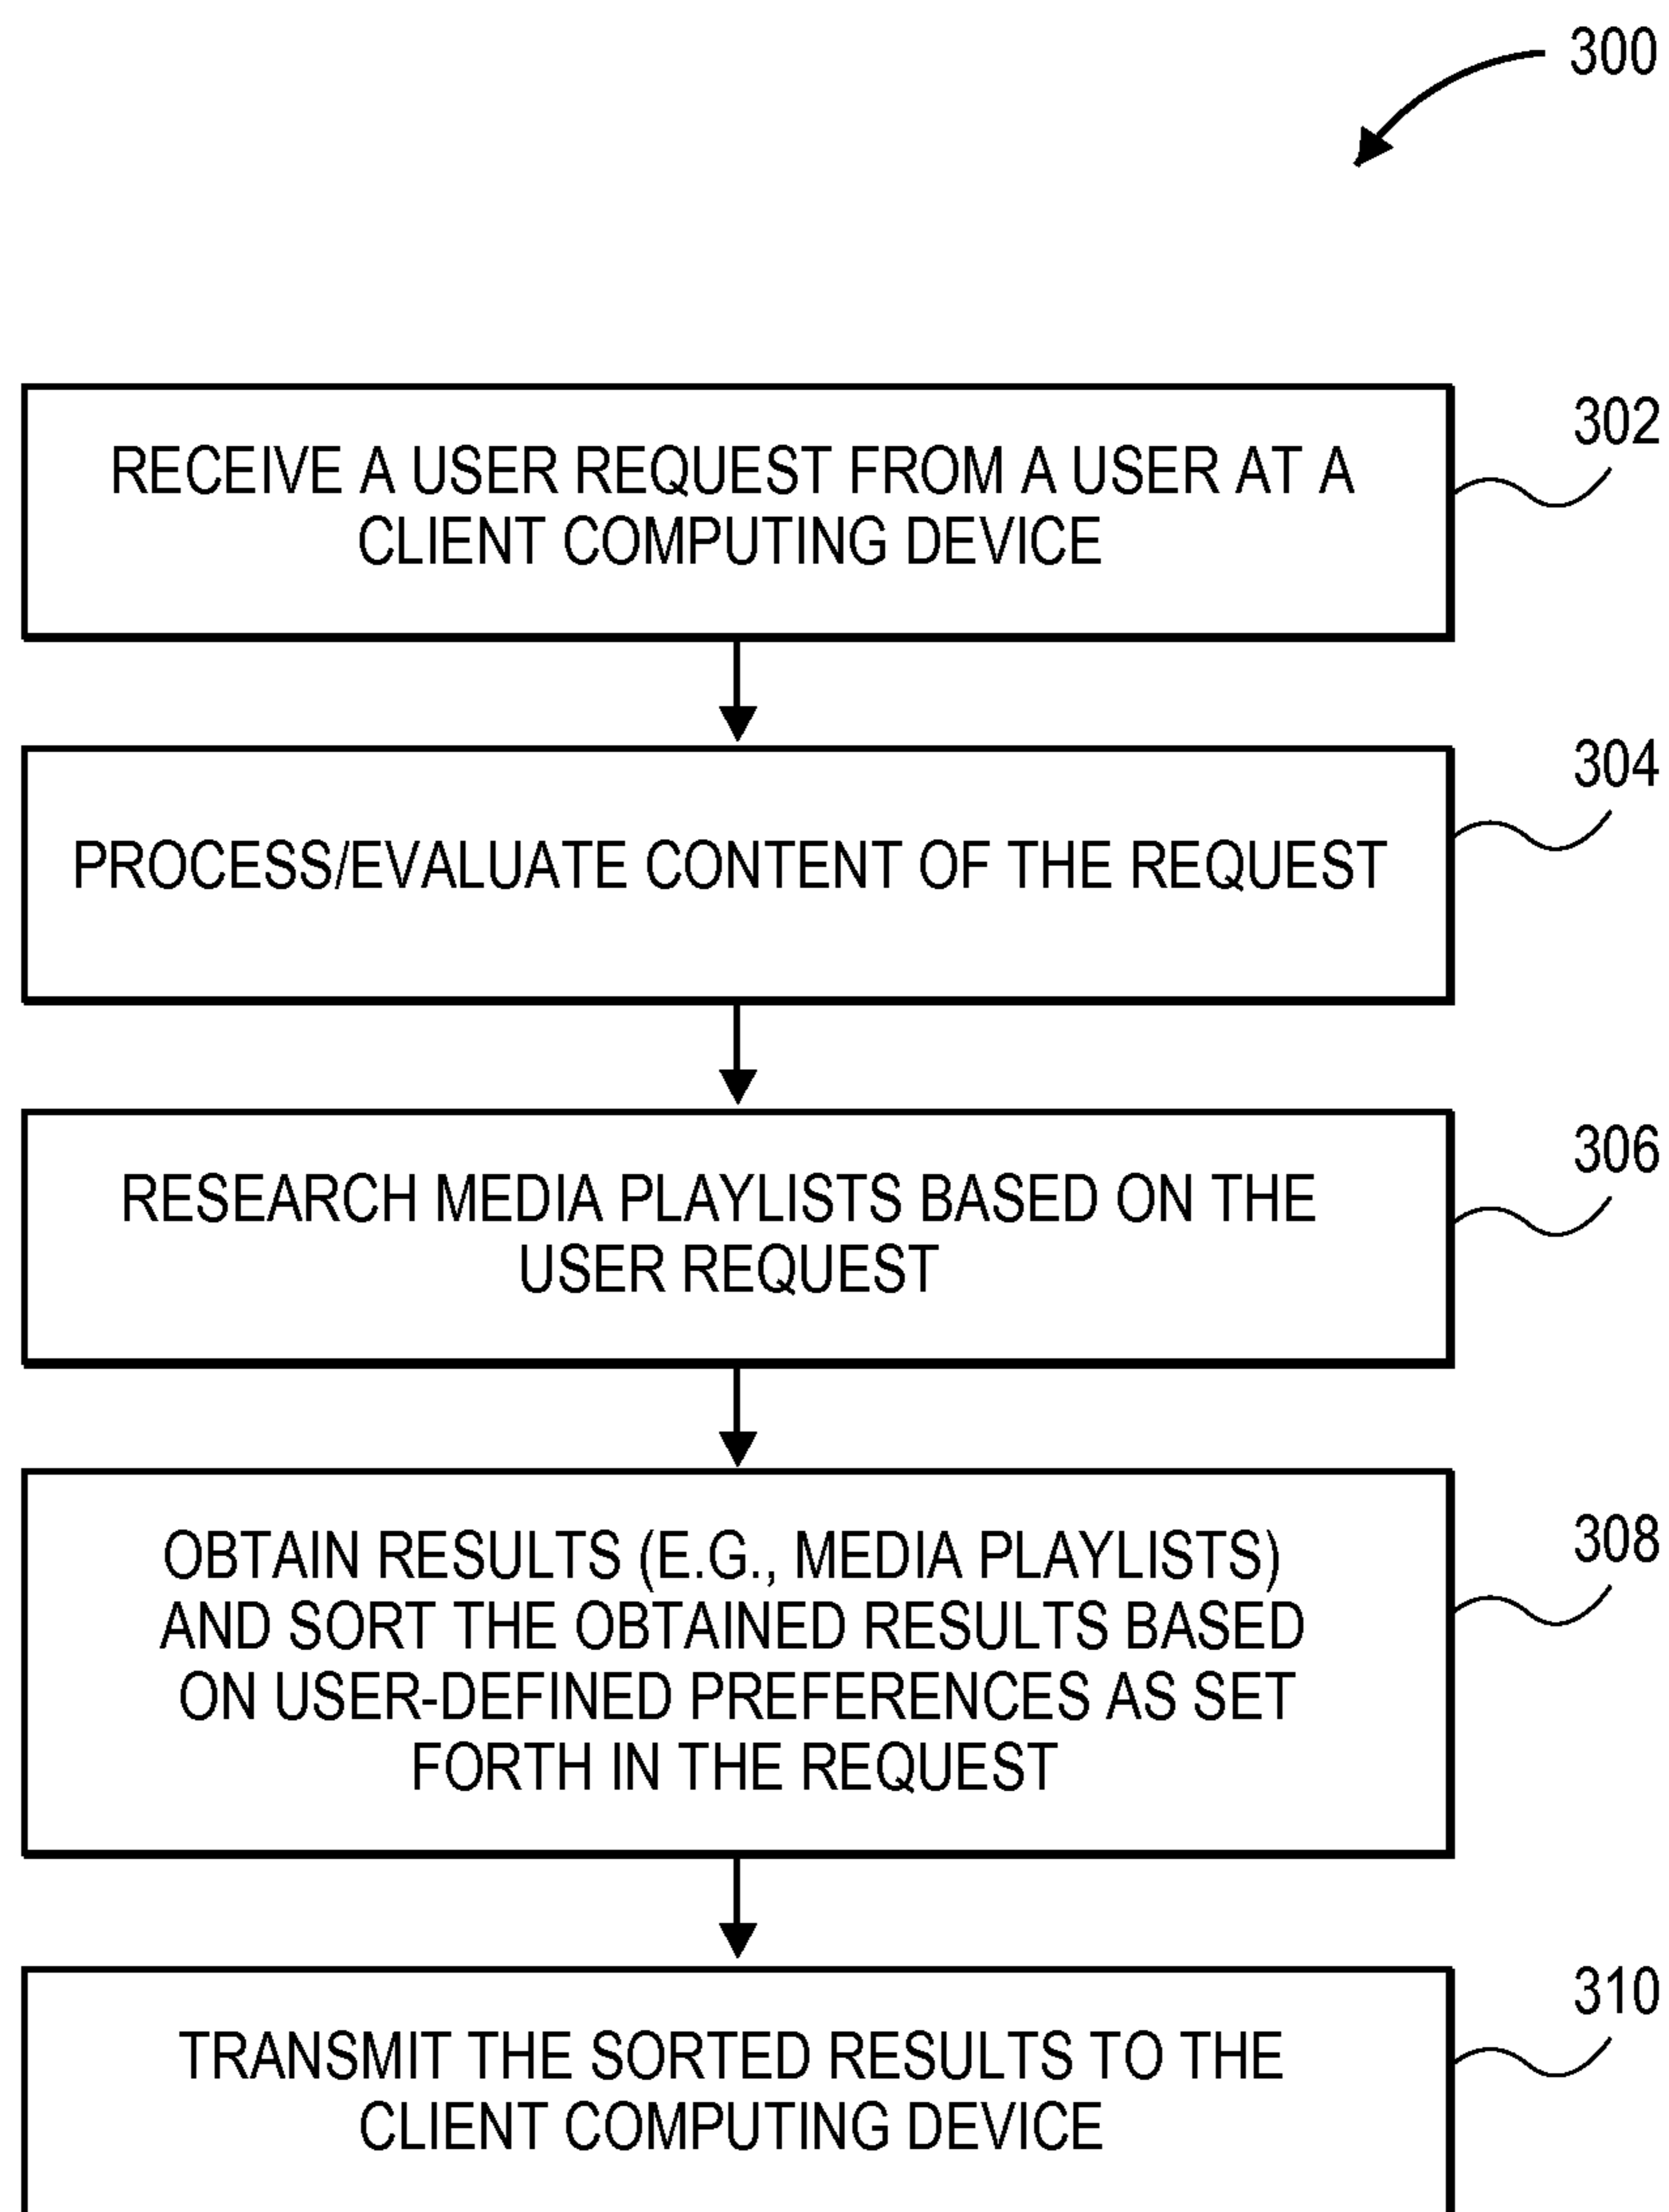 300
302
RECEIVE A USER REQUEST FROM A USER AT A
CLIENT COMPUTING DEVICE
304
PROCESS/EVALUATE CONTENT OF THE REQUEST
306
RESEARCH MEDIA PLAYLISTS BASED ON THE
USER REQUEST
308
OBTAIN RESULTS (E.G., MEDIA PLAYLISTS)
AND SORT THE OBTAINED RESULTS BASED
ON USER-DEFINED PREFERENCES AS SET
FORTH IN THE REQUEST
310
TRANSMIT THE SORTED RESULTS TO THE
CLIENT COMPUTING DEVICE